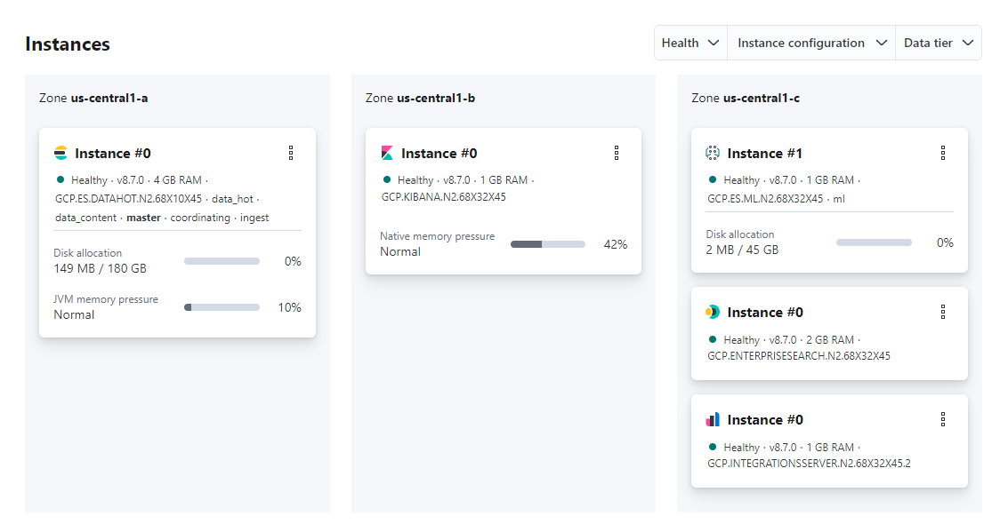 Instances
Health
Instance configuration
Data tier
Zone us-central1-a
Instance #0
Healthy · v8.7.0 · 4 GB RAM ·
GCP.ES.DATAHOT.N2.68X10X45 · data_hot ·
data_content · master · coordinating · ingest
Disk allocation
149 MB / 180 GB
0%
JVM memory pressure
Normal
10%
Zone us-central1-b
Instance #0
Healthy · v8.7.0 · 1 GB RAM ·
GCP.KIBANA.N2.68X32X45
Native memory pressure
Normal
42%
Zone us-central1-c
Instance #1
Healthy · v8.7.0 · 1 GB RAM ·
GCP.ES.ML.N2.68X32X45 · ml
Disk allocation
2 MB / 45 GB
0%
Instance #0
Healthy · v8.7.0 · 2 GB RAM ·
GCP.ENTERPRISESEARCH.N2.68X32X45
Instance #0
Healthy · v8.7.0 · 1 GB RAM ·
GCP.INTEGRATIONSSERVER.N2.68X32X45.2